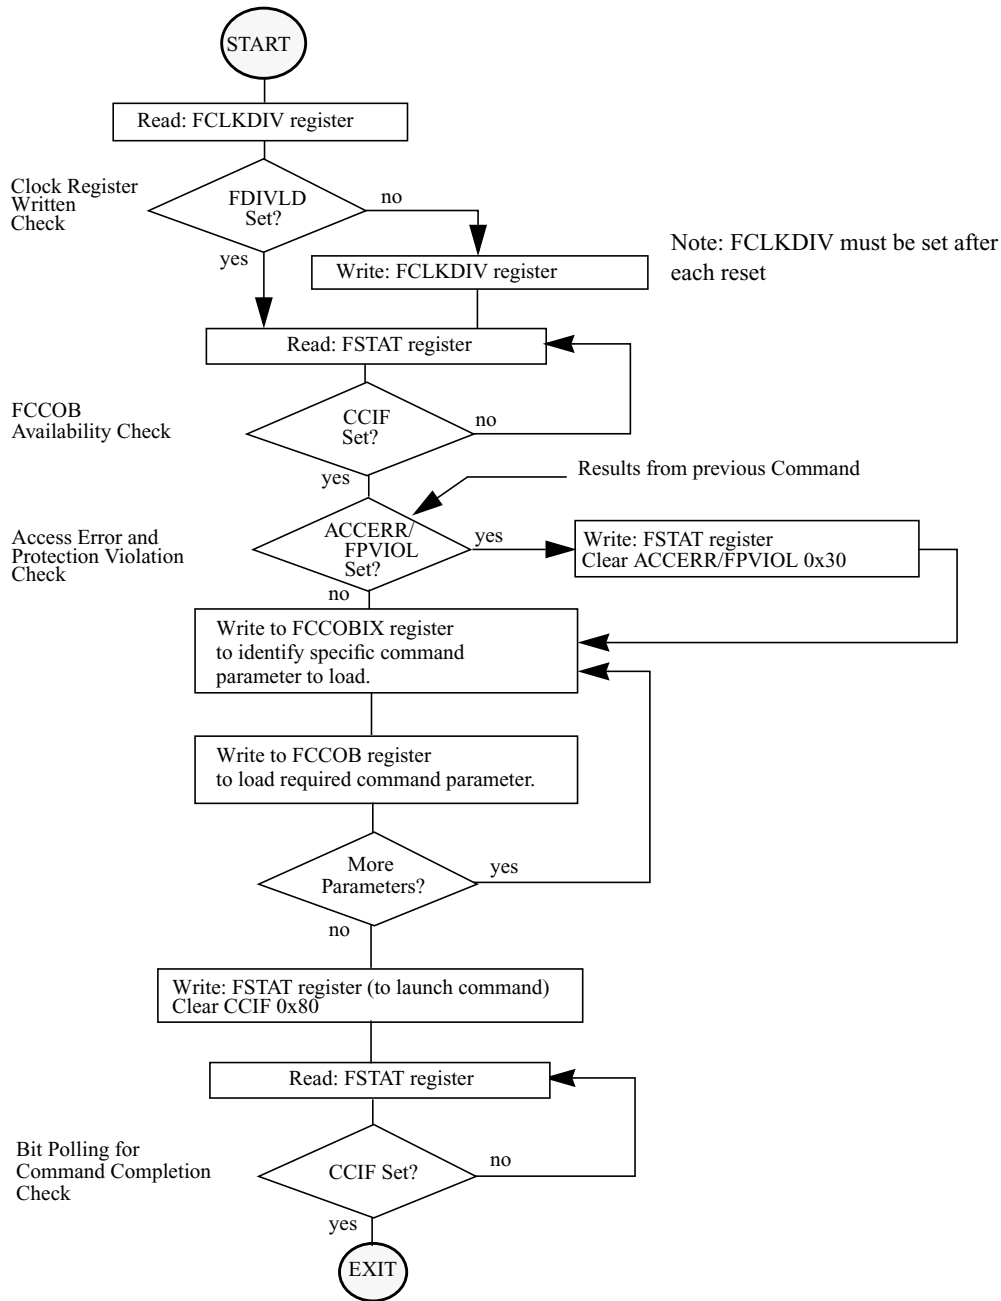 START
Read: FCLKDIV register
Clock Register
Written
Check
FDIVLD
Set?
no
yes
Write: FCLKDIV register
Note: FCLKDIV must be set after
each reset
Read: FSTAT register
FCCOB
Availability Check
CCIF
Set?
no
yes
Results from previous Command
Access Error and
Protection Violation
Check
ACCERR/
FPVIOL
Set?
yes
no
Write: FSTAT register
Clear ACCERR/FPVIOL 0x30
Write to FCCOBIX register
to identify specific command
parameter to load.
Write to FCCOB register
to load required command parameter.
More
Parameters?
yes
no
Write: FSTAT register (to launch command)
Clear CCIF 0x80
Read: FSTAT register
Bit Polling for
Command Completion
Check
CCIF Set?
no
yes
EXIT